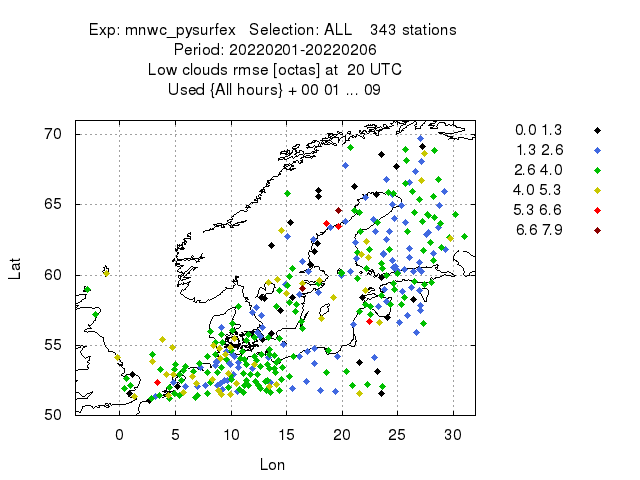 Exp: mnwc_pysurfex   Selection: ALL    343 stations
Period: 20220201-20220206
Low clouds rmse [octas] at  20 UTC
Used {All hours} + 00 01 ... 09
70
65
60
55
50
Lat
0 5 10 15 20 25 30
Lon
0.0 1.3
1.3 2.6
2.6 4.0
4.0 5.3
5.3 6.6
6.6 7.9